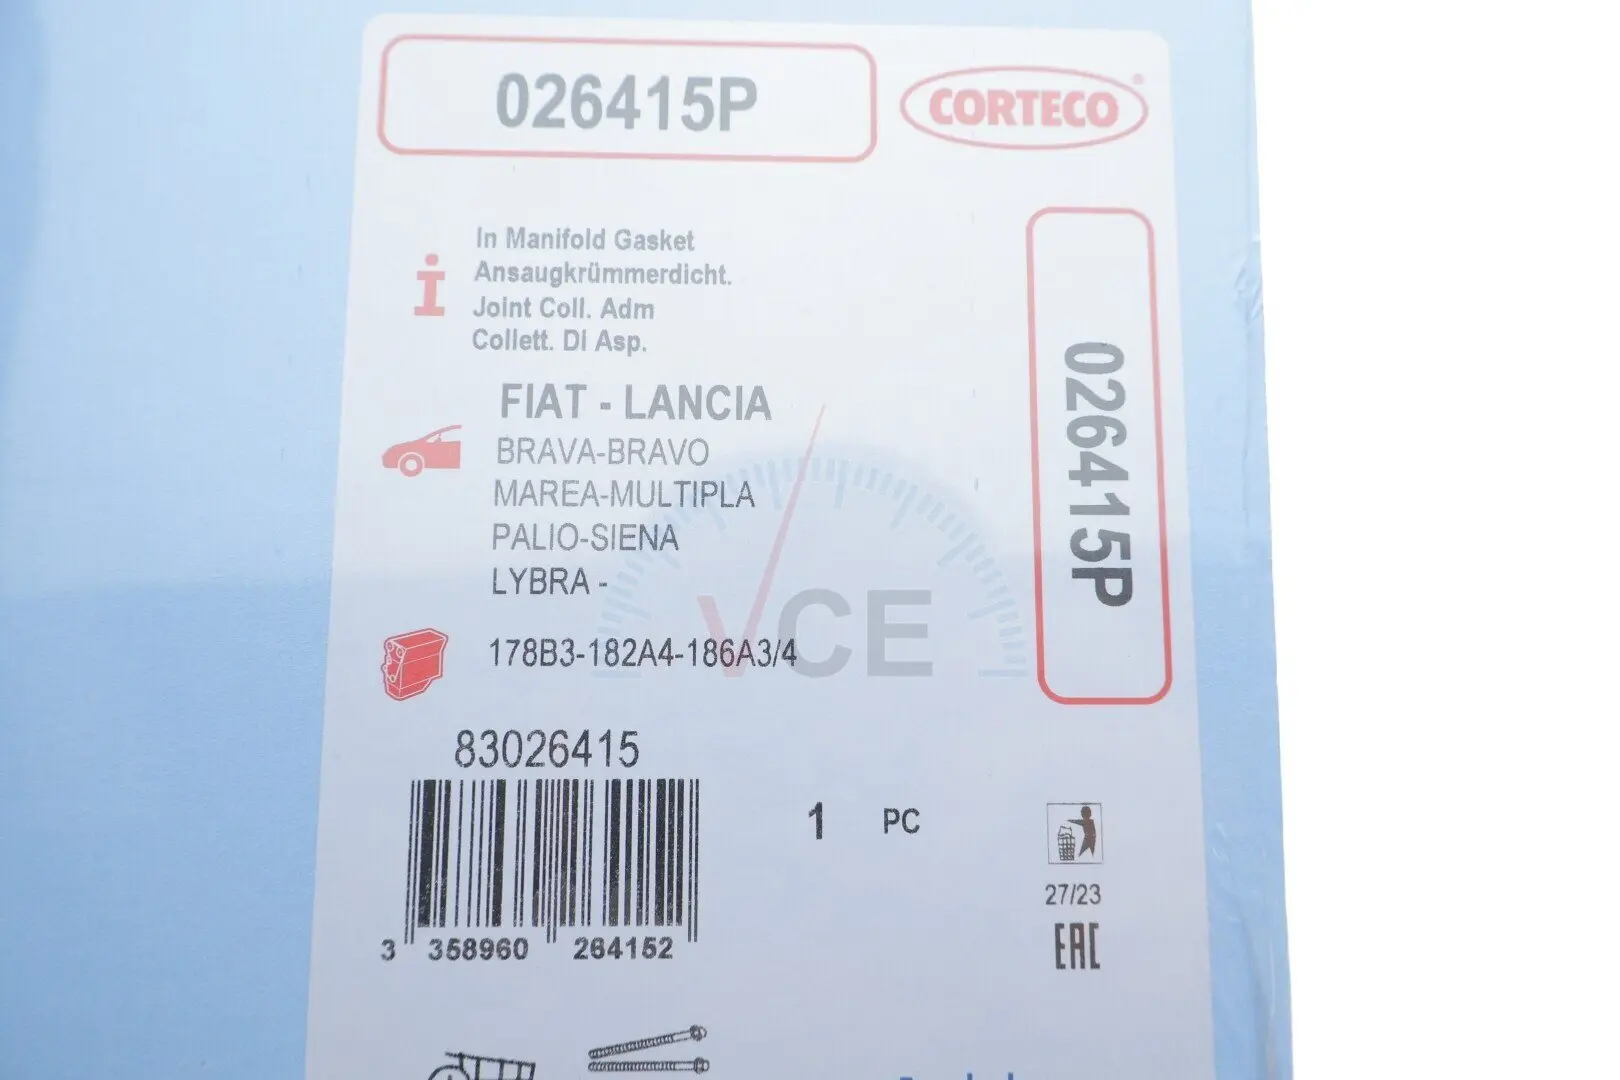 026415P
CORTECO
In Manifold Gasket
Ansaugkrümmerdicht.
Joint Coll. Adm
Collett. DI Asp.
FIAT - LANCIA
BRAVA-BRAVO
MAREA-MULTIPLA
PALIO-SIENA
LYBRA -
178B3-182A4-186A3/4
VCE
026415P
83026415
1 PC
3 358960 264152
27/23
EAC